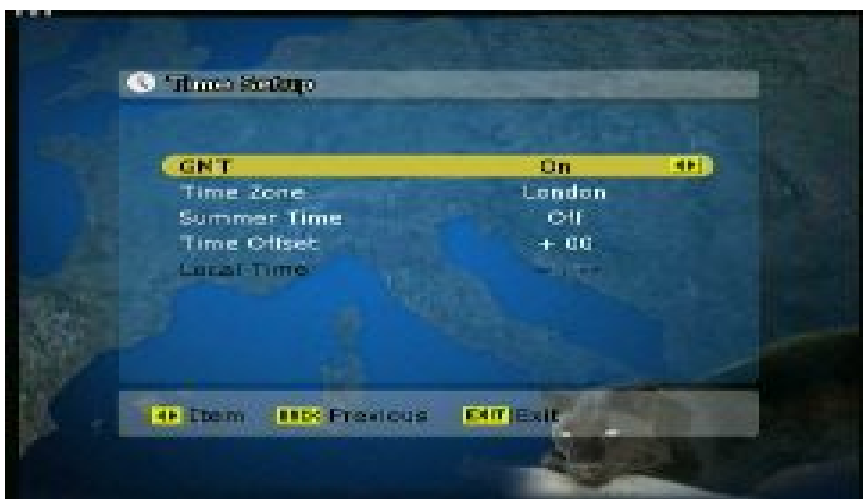 Time Setup
GMT On
Time Zone London
Summer Time Off
Time Offset + 00
Local Time
Item BACK Previous EXIT Exit